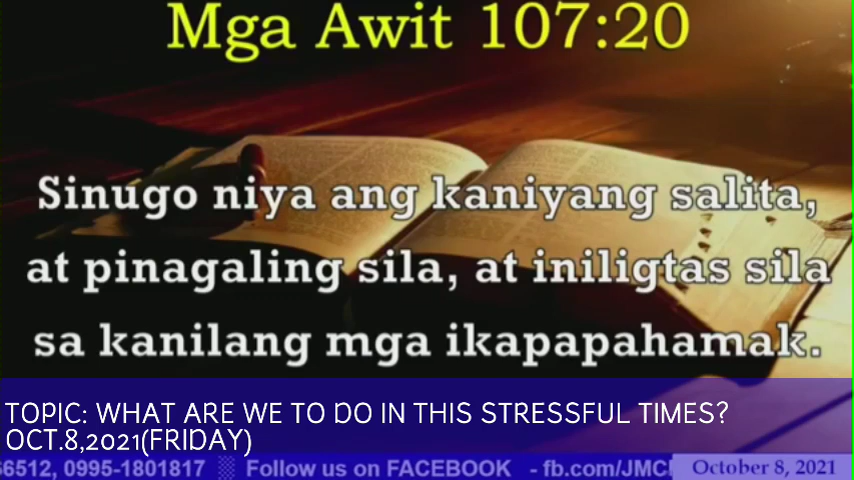 Mga Awit 107:20
Sinugo niya ang kaniyang salita,
at pinagaling sila, at iniligtas sila
sa kanilang mga ikapapahamak.
TOPIC: WHAT ARE WE TO DO IN THIS STRESSFUL TIMES?
OCT.8,2021(FRIDAY)
6512, 0995-1801817 Follow us on FACEBOOK - fb.com/JMC October 8, 2021